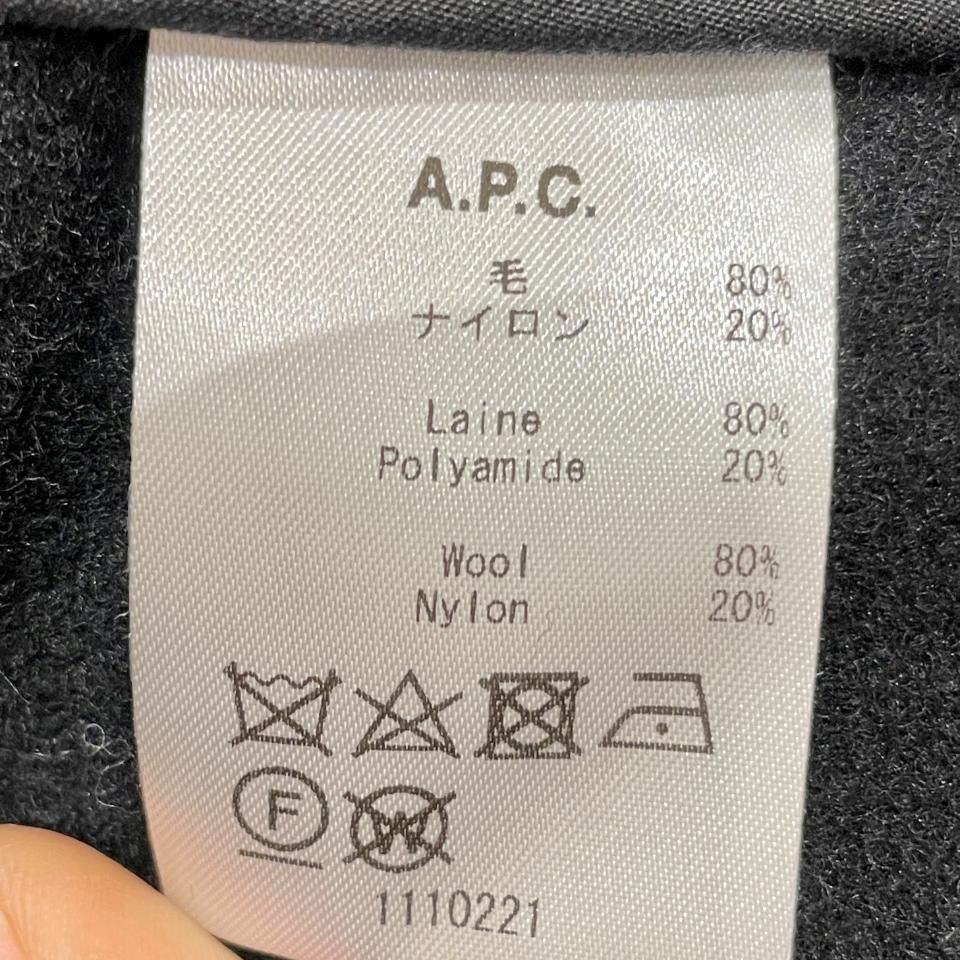 A.P.C.
毛 80%
ナイロン 20%
Laine 80%
Polyamide 20%
Wool 80%
Nylon 20%
F W
1110221